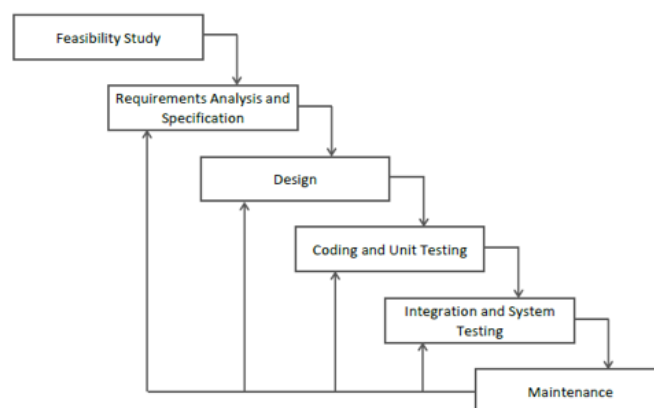 Feasibility Study
Requirements Analysis and
Specification
Design
Coding and Unit Testing
Integration and System
Testing
Maintenance